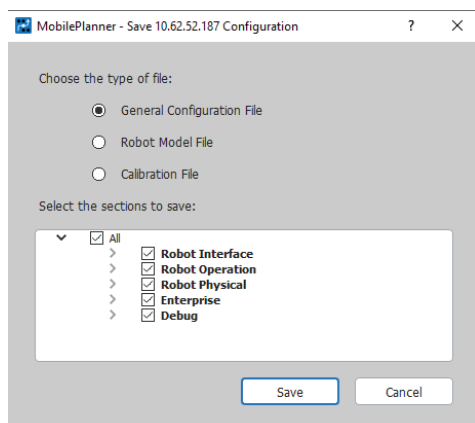 MobilePlanner - Save 10.62.52.187 Configuration ?
Choose the type of file:
General Configuration File
Robot Model File
Calibration File
Select the sections to save:
All
Robot Interface
Robot Operation
Robot Physical
Enterprise
Debug
Save Cancel